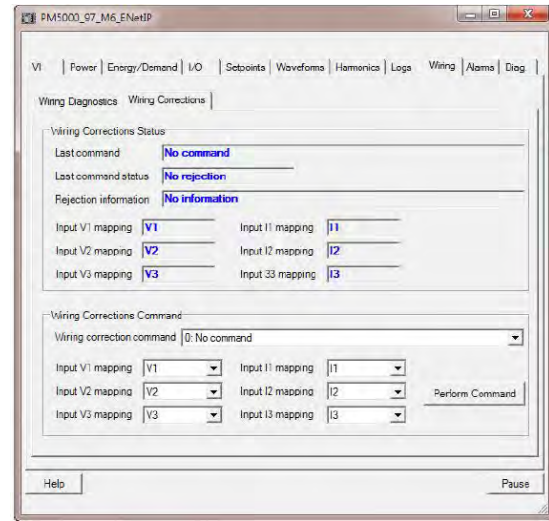 PM5000_97_M6_ENetIP
VI Power Energy/Demand I/O Setpoints Waveforms Harmonics Logs Wiring Alarms Diag
Wiring Diagnostics Wiring Corrections
Wiring Corrections Status
Last command No command
Last command status No rejection
Rejection information No information
Input V1 mapping V1 Input I1 mapping I1
Input V2 mapping V2 Input I2 mapping I2
Input V3 mapping V3 Input 33 mapping I3
Wiring Corrections Command
Wiring correction command 0: No command
Input V1 mapping V1 Input I1 mapping I1
Input V2 mapping V2 Input I2 mapping I2 Perform Command
Input V3 mapping V3 Input I3 mapping I3
Help Pause